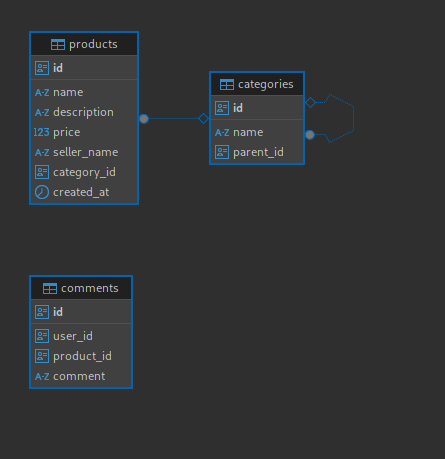 products
id
A-Z name
A-Z description
123 price
A-Z seller_name
category_id
created_at
categories
id
A-Z name
parent_id
comments
id
user_id
product_id
A-Z comment